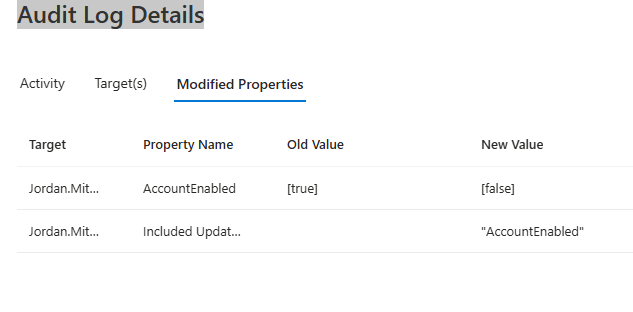 Audit Log Details
Activity Target(s) Modified Properties
Target Property Name Old Value New Value
Jordan.Mit... AccountEnabled [true] [false]
Jordan.Mit... Included Updat... "AccountEnabled"